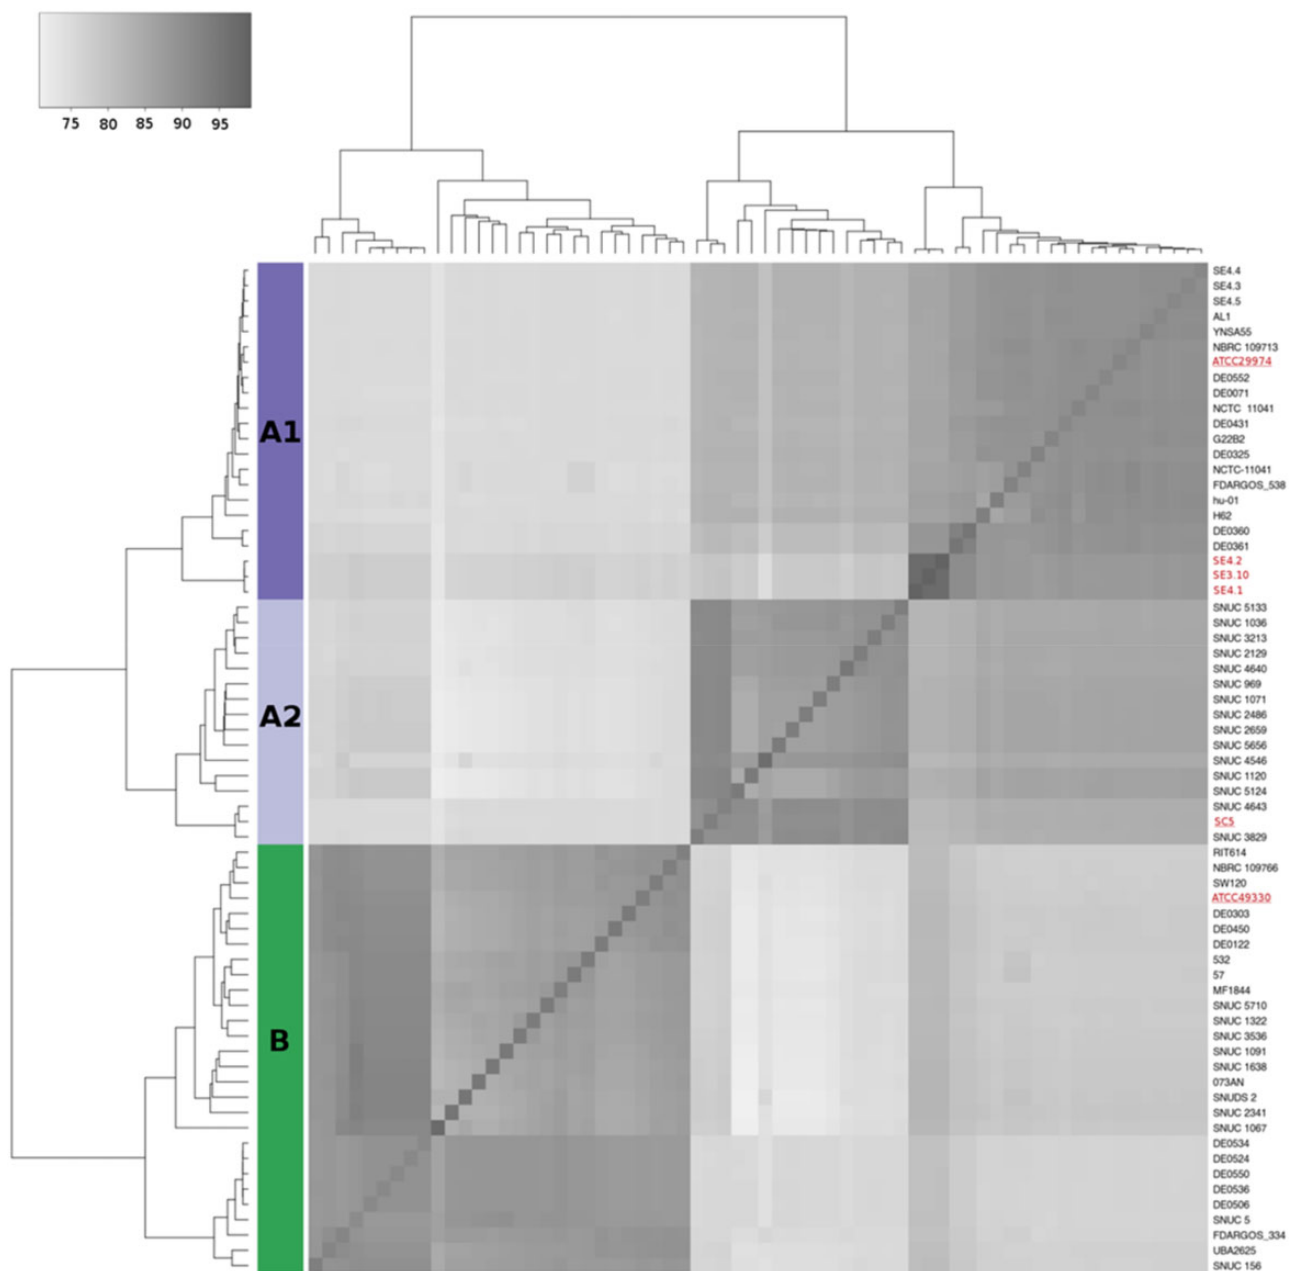 75 80 85 90 95
A1
A2
B
SE4.4
SE4.3
SE4.5
AL1
YNSA55
NBRC 109713
ATCC29974
DE0552
DE0071
NCTC 11041
DE0431
G22B2
DE0325
NCTC-11041
FDARGOS_538
hu-01
H62
DE0360
DE0361
SE4.2
SE3.10
SE4.1
SNUC 5133
SNUC 1036
SNUC 3213
SNUC 2129
SNUC 4640
SNUC 969
SNUC 1071
SNUC 2486
SNUC 2659
SNUC 5656
SNUC 4546
SNUC 1120
SNUC 5124
SNUC 4643
SC5
SNUC 3829
RIT614
NBRC 109766
SW120
ATCC49330
DE0303
DE0450
DE0122
532
57
MF1844
SNUC 5710
SNUC 1322
SNUC 3536
SNUC 1091
SNUC 1638
073AN
SNUDS 2
SNUC 2341
SNUC 1067
DE0534
DE0524
DE0550
DE0536
DE0506
SNUC 5
FDARGOS_334
UBA2625
SNUC 156